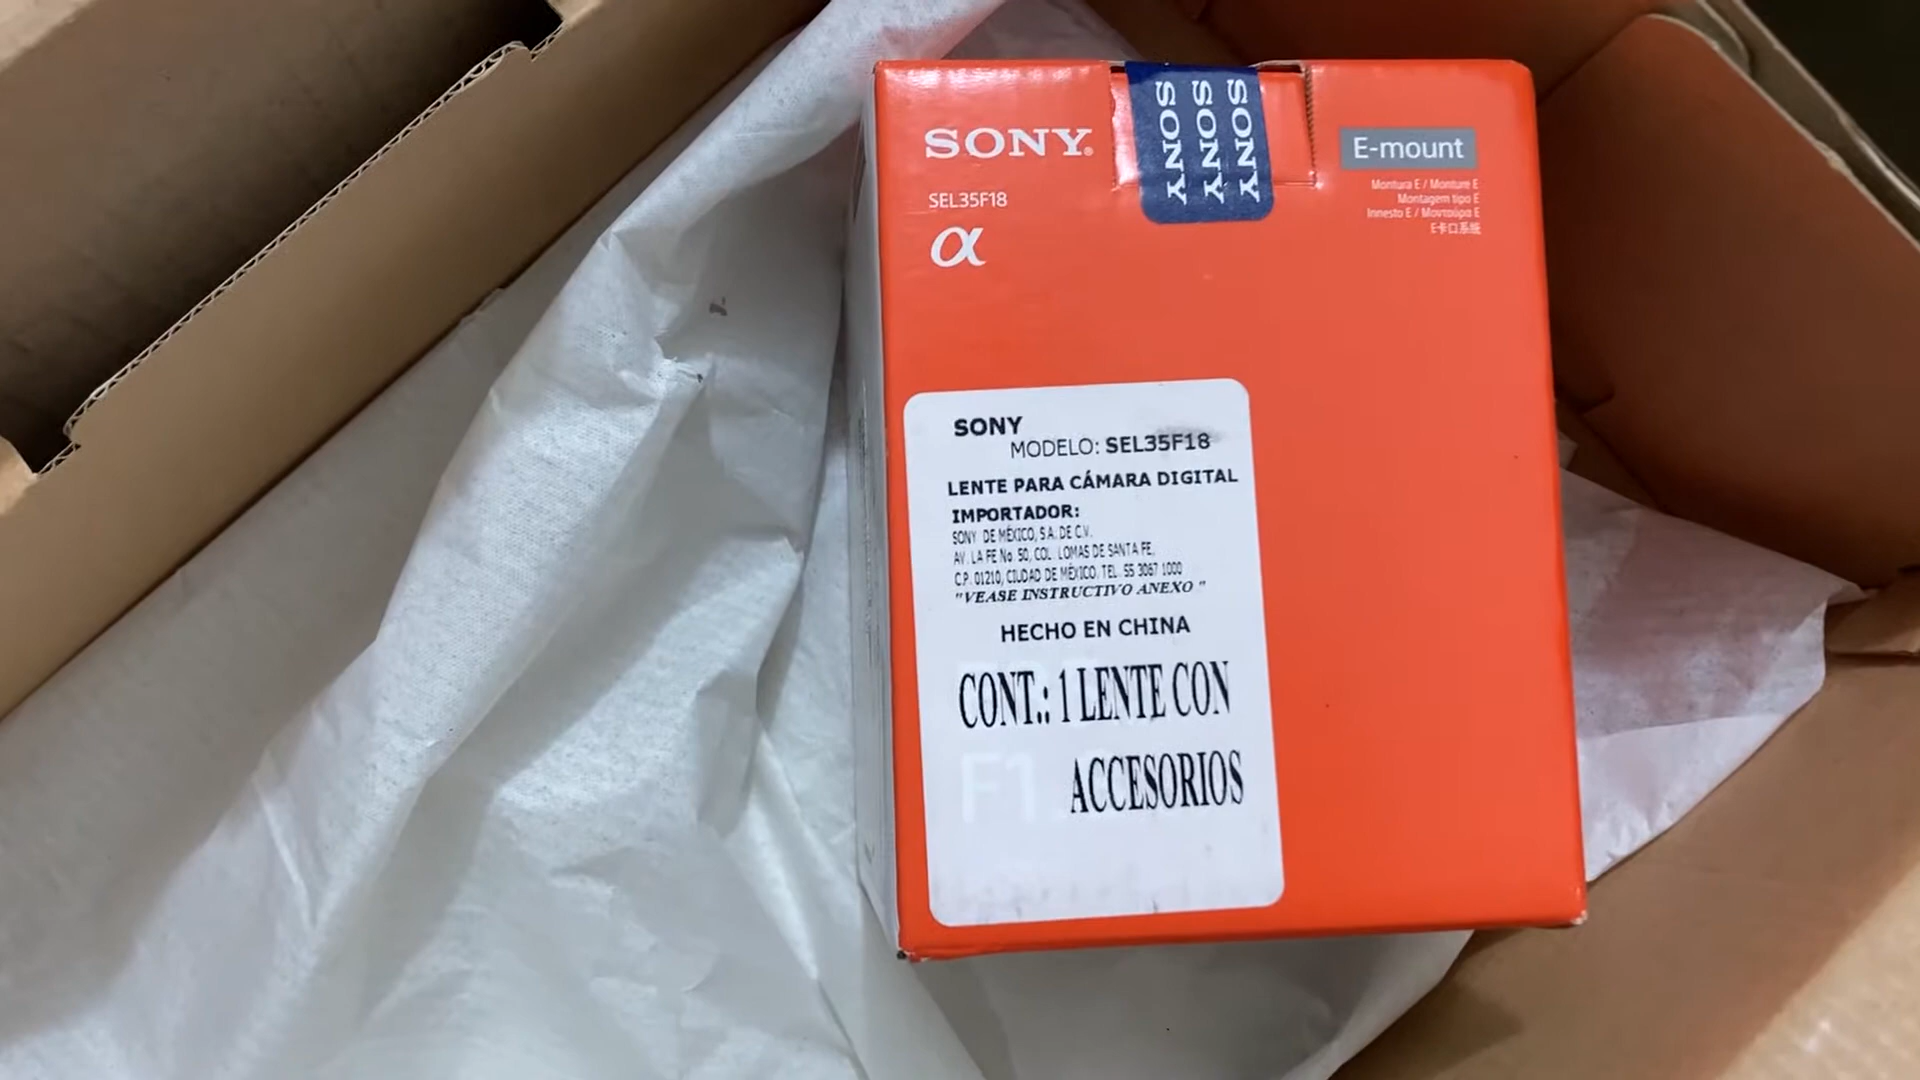 SONY
SEL35F18
α
SONY
SONY
SONY
E-mount
Montura E / Monture E
Montagem tipo E
Innesto E / Μοντούρα E
E卡口系統
SONY
MODELO: SEL35F18
LENTE PARA CÁMARA DIGITAL
IMPORTADOR:
SONY DE MÉXICO, S.A. DE C.V.
AV. LA FE No. 50, COL. LOMAS DE SANTA FE,
C.P. 01210, CIUDAD DE MÉXICO, TEL. 55 3067 1000
"VEASE INSTRUCTIVO ANEXO "
HECHO EN CHINA
CONT.: 1 LENTE CON
F1
ACCESORIOS